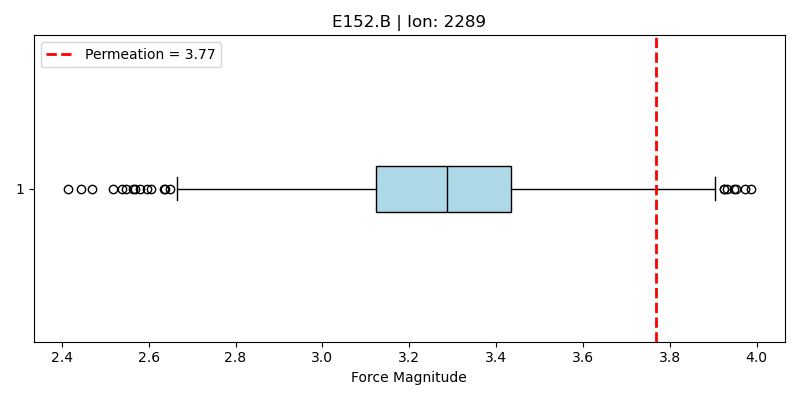 E152.B | Ion: 2289
Permeation = 3.77
1
2.4 2.6 2.8 3.0 3.2 3.4 3.6 3.8 4.0
Force Magnitude